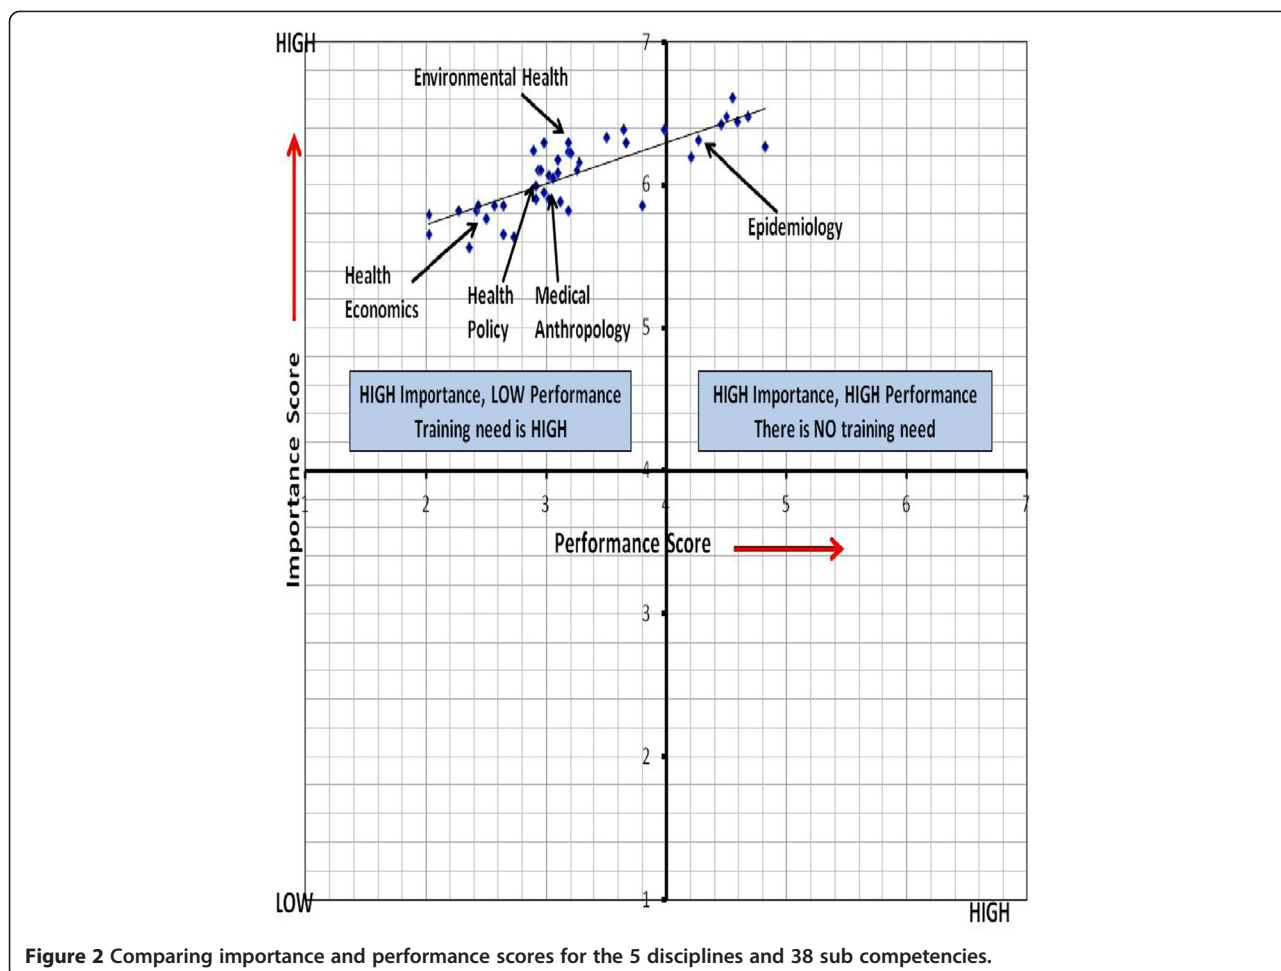 HIGH
7
Environmental Health
6
Epidemiology
Health
Economics
Health
Policy
Medical
Anthropology
5
Importance Score
HIGH Importance, LOW Performance
Training need is HIGH
HIGH Importance, HIGH Performance
There is NO training need
4
1 2 3 4 5 6 7
Performance Score
3
2
1
LOW
HIGH
Figure 2 Comparing importance and performance scores for the 5 disciplines and 38 sub competencies.